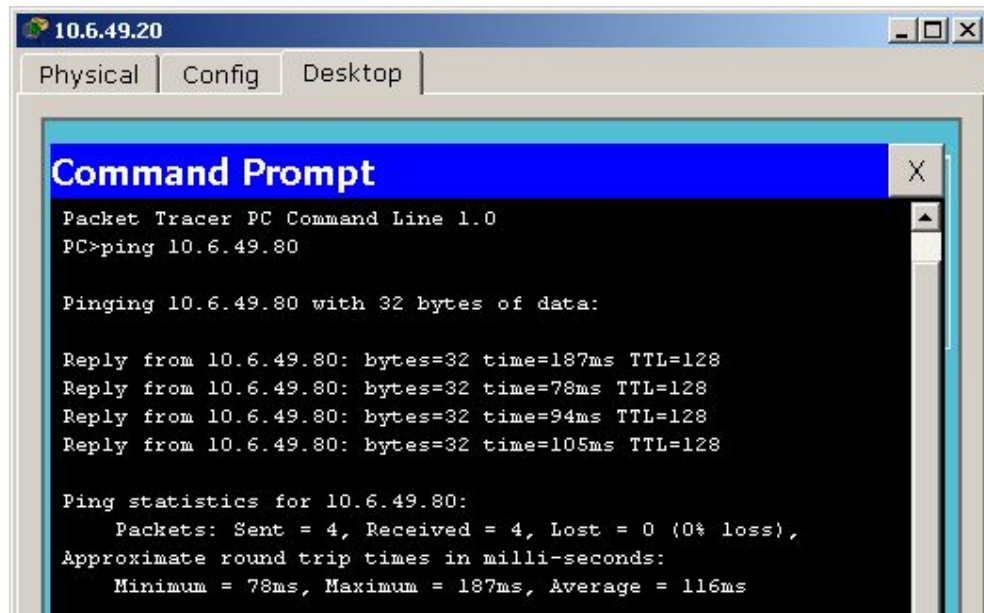 10.6.49.20
Physical Config Desktop
Command Prompt X
Packet Tracer PC Command Line 1.0
PC>ping 10.6.49.80
Pinging 10.6.49.80 with 32 bytes of data:
Reply from 10.6.49.80: bytes=32 time=187ms TTL=128
Reply from 10.6.49.80: bytes=32 time=78ms TTL=128
Reply from 10.6.49.80: bytes=32 time=94ms TTL=128
Reply from 10.6.49.80: bytes=32 time=105ms TTL=128
Ping statistics for 10.6.49.80:
Packets: Sent = 4, Received = 4, Lost = 0 (0% loss),
Approximate round trip times in milli-seconds:
Minimum = 78ms, Maximum = 187ms, Average = 116ms